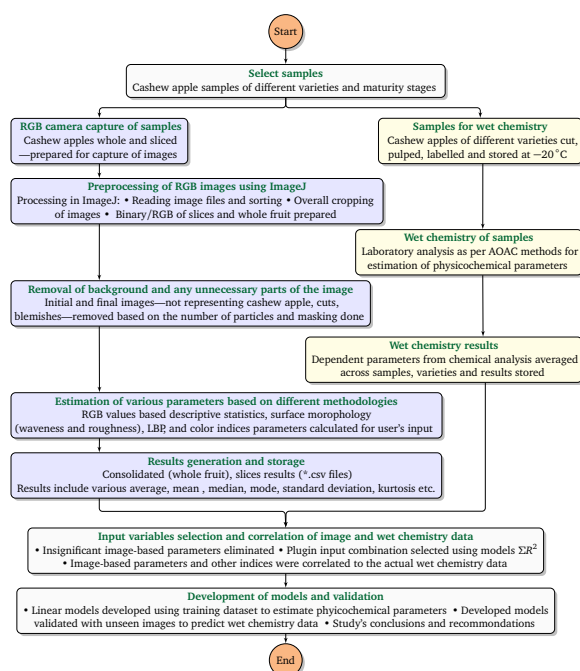 Start
Select samples
Cashew apple samples of different varieties and maturity stages
RGB camera capture of samples
Cashew apples whole and sliced
—prepared for capture of images
Samples for wet chemistry
Cashew apples of different varieties cut,
pulped, labelled and stored at −20°C
Preprocessing of RGB images using ImageJ
Processing in ImageJ: • Reading image files and sorting • Overall cropping
of images • Binary/RGB of slices and whole fruit prepared
Wet chemistry of samples
Laboratory analysis as per AOAC methods for
estimation of physicochemical parameters
Removal of background and any unnecessary parts of the image
Initial and final images—not representing cashew apple, cuts,
blemishes—removed based on the number of particles and masking done
Wet chemistry results
Dependent parameters from chemical analysis averaged
across samples, varieties and results stored
Estimation of various parameters based on different methodologies
RGB values based descriptive statistics, surface morophology
(waveness and roughness), LBP, and color indices parameters calculated for user's input
Results generation and storage
Consolidated (whole fruit), slices results (*.csv files)
Results include various average, mean , median, mode, standard deviation, kurtosis etc.
Input variables selection and correlation of image and wet chemistry data
• Insignificant image-based parameters eliminated • Plugin input combination selected using models ΣR²
• Image-based parameters and other indices were correlated to the actual wet chemistry data
Development of models and validation
• Linear models developed using training dataset to estimate phyicochemical parameters • Developed models
validated with unseen images to predict wet chemistry data • Study's conclusions and recommondations
End